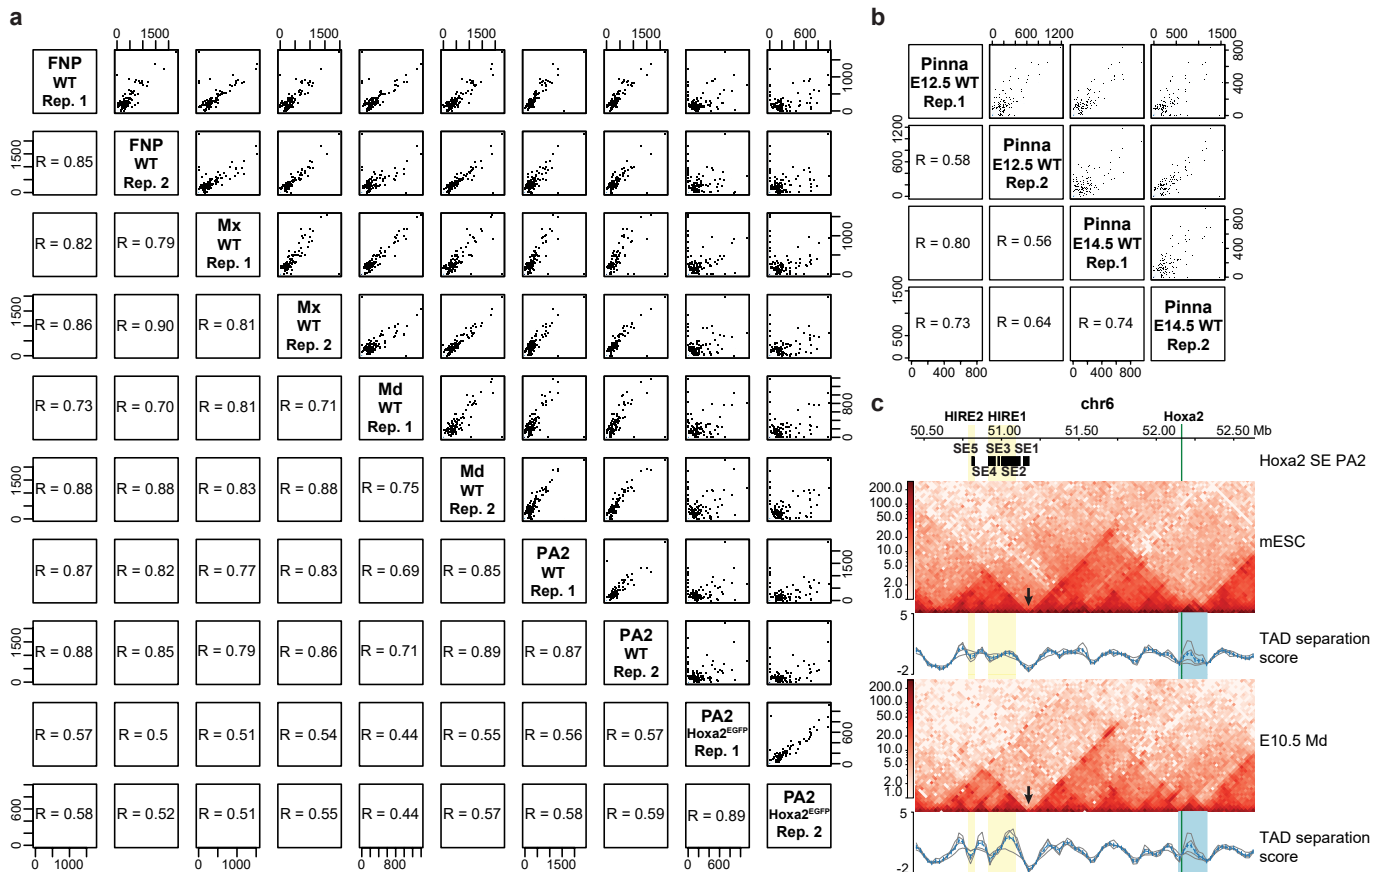 a
0 1500
0 1500
0 1500
0 1500
0 600
FNP
WT
Rep. 1
0 1000
R = 0.85
FNP
WT
Rep. 2
0 1500
R = 0.82
R = 0.79
Mx
WT
Rep. 1
0 1000
R = 0.86
R = 0.90
R = 0.81
Mx
WT
Rep. 2
0 1500
R = 0.73
R = 0.70
R = 0.81
R = 0.71
Md
WT
Rep. 1
0 800
R = 0.88
R = 0.88
R = 0.83
R = 0.88
R = 0.75
Md
WT
Rep. 2
0 1500
R = 0.87
R = 0.82
R = 0.77
R = 0.83
R = 0.69
R = 0.85
PA2
WT
Rep. 1
0 1500
R = 0.88
R = 0.85
R = 0.79
R = 0.86
R = 0.71
R = 0.89
R = 0.87
PA2
WT
Rep. 2
0 1500
R = 0.57
R = 0.5
R = 0.51
R = 0.54
R = 0.44
R = 0.55
R = 0.56
R = 0.57
PA2
Hoxa2EGFP
Rep. 1
0 600
R = 0.58
R = 0.52
R = 0.51
R = 0.55
R = 0.44
R = 0.57
R = 0.58
R = 0.59
R = 0.89
PA2
Hoxa2EGFP
Rep. 2
0 600
0 1000
0 1000
0 800
0 1500
0 600
b
0 600 1200
0 500 1500
Pinna
E12.5 WT
Rep.1
0 400 800
R = 0.58
Pinna
E12.5 WT
Rep.2
0 600 1200
R = 0.80
R = 0.56
Pinna
E14.5 WT
Rep.1
0 400 800
R = 0.73
R = 0.64
R = 0.74
Pinna
E14.5 WT
Rep.2
0 500 1500
0 400 800
0 400 800
c
chr6
HIRE2 HIRE1 Hoxa2
50.50 51.00 51.50 52.00 52.50 Mb
SE5 SE3 SE1
SE4 SE2
Hoxa2 SE PA2
200.0
100.0
50.0
20.0
10.0
5.0
2.0
1.0
mESC
5
-2
TAD separation
score
200.0
100.0
50.0
20.0
10.0
5.0
2.0
1.0
E10.5 Md
5
-2
TAD separation
score